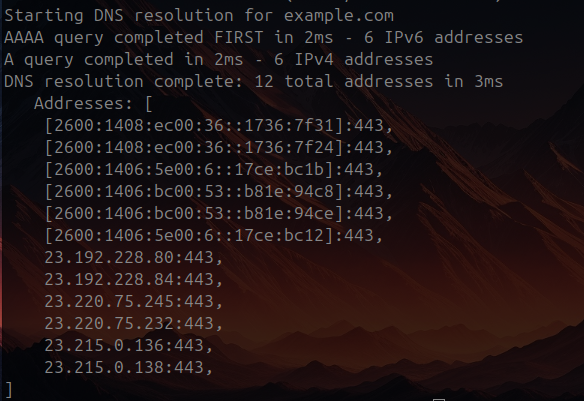 Starting DNS resolution for example.com
AAAA query completed FIRST in 2ms - 6 IPv6 addresses
A query completed in 2ms - 6 IPv4 addresses
DNS resolution complete: 12 total addresses in 3ms
Addresses: [
[2600:1408:ec00:36::1736:7f31]:443,
[2600:1408:ec00:36::1736:7f24]:443,
[2600:1406:5e00:6::17ce:bc1b]:443,
[2600:1406:bc00:53::b81e:94c8]:443,
[2600:1406:bc00:53::b81e:94ce]:443,
[2600:1406:5e00:6::17ce:bc12]:443,
23.192.228.80:443,
23.192.228.84:443,
23.220.75.245:443,
23.220.75.232:443,
23.215.0.136:443,
23.215.0.138:443,
]